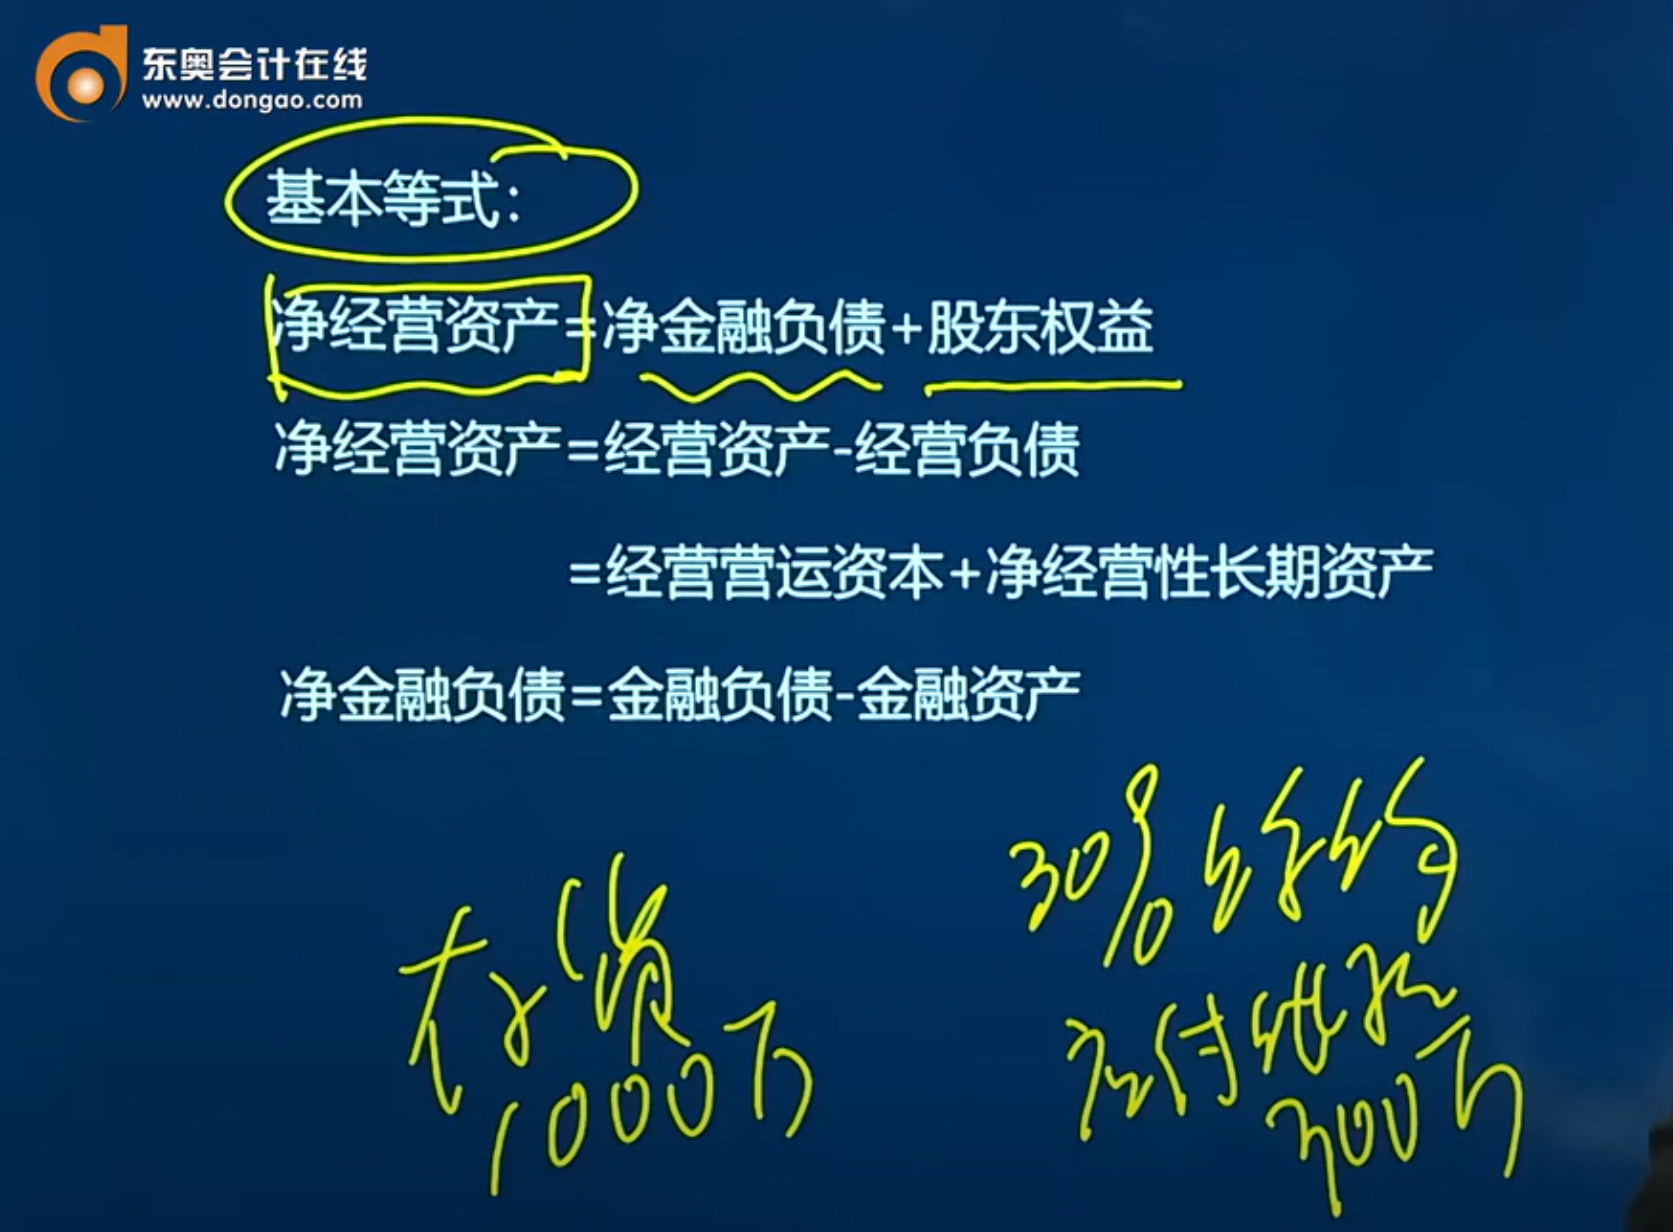 东奥会计在线
www.dongao.com
基本等式：
净经营资产=净金融负债+股东权益
净经营资产=经营资产-经营负债
=经营营运资本+净经营性长期资产
净金融负债=金融负债-金融资产
30%
存货
1000万
应付账款
300万